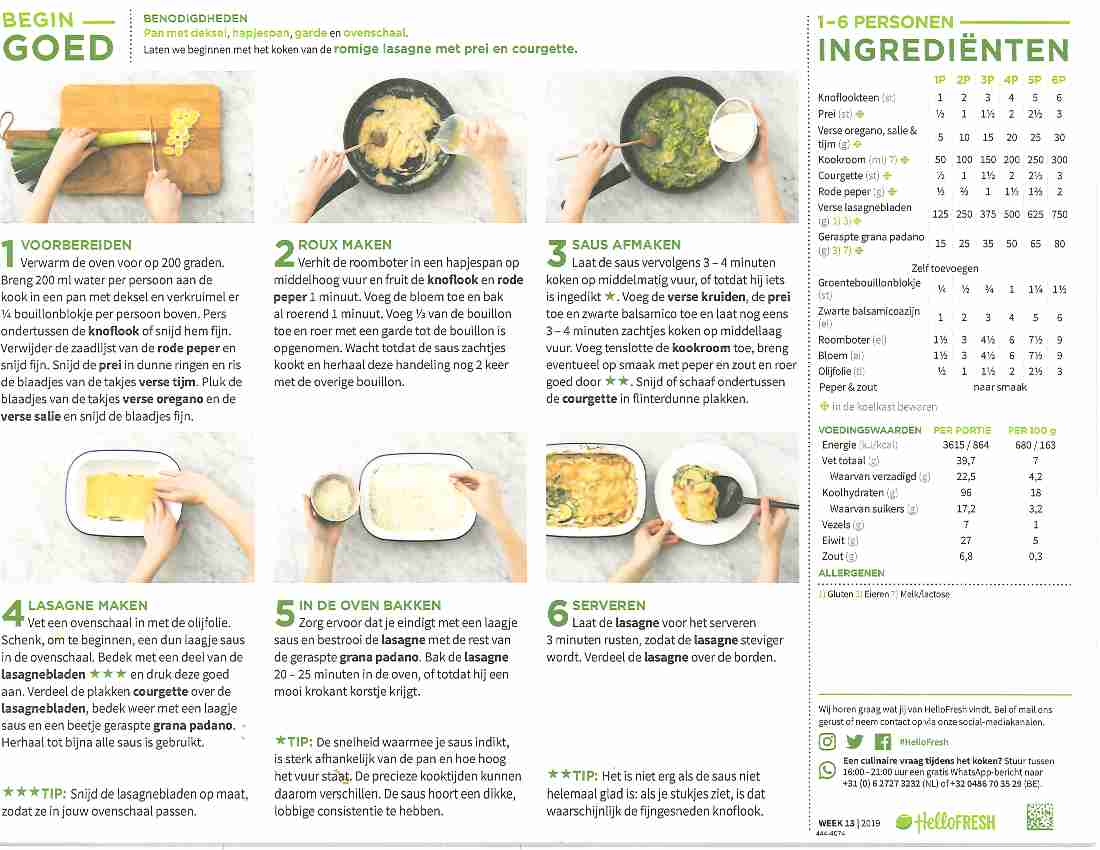 BEGIN
GOED
BENODIGDHEDEN
Pan met deksel, hapjespan, garde en ovenschaal.
Laten we beginnen met het koken van de romige lasagne met prei en courgette.
1 VOORBEREIDEN
Verwarm de oven voor op 200 graden.
Breng 200 ml water per persoon aan de
kook in een pan met deksel en verkruimel er
¼ bouillonblokje per persoon boven. Pers
ondertussen de knoflook of snijd hem fijn.
Verwijder de zaadlijst van de rode peper en
snijd fijn. Snijd de prei in dunne ringen en ris
de blaadjes van de takjes verse tijm. Pluk de
blaadjes van de takjes verse oregano en de
verse salie en snijd de blaadjes fijn.
2 ROUX MAKEN
Verhit de roomboter in een hapjespan op
middelhoog vuur en fruit de knoflook en rode
peper 1 minuut. Voeg de bloem toe en bak
al roerend 1 minuut. Voeg ⅓ van de bouillon
toe en roer met een garde tot de bouillon is
opgenomen. Wacht totdat de saus zachtjes
kookt en herhaal deze handeling nog 2 keer
met de overige bouillon.
3 SAUS AFMAKEN
Laat de saus vervolgens 3 – 4 minuten
koken op middelmatig vuur, of totdat hij iets
is ingedikt ★. Voeg de verse kruiden, de prei
toe en zwarte balsamico toe en laat nog eens
3 – 4 minuten zachtjes koken op middellaag
vuur. Voeg tenslotte de kookroom toe, breng
eventueel op smaak met peper en zout en roer
goed door ★★. Snijd of schaaf ondertussen
de courgette in flinterdunne plakken.
4 LASAGNE MAKEN
Vet een ovenschaal in met de olijfolie.
Schenk, om te beginnen, een dun laagje saus
in de ovenschaal. Bedek met een deel van de
lasagnebladen ★★★ en druk deze goed
aan. Verdeel de plakken courgette over de
lasagnebladen, bedek weer met een laagje
saus en een beetje geraspte grana padano.
Herhaal tot bijna alle saus is gebruikt.
★★★TIP: Snijd de lasagnebladen op maat,
zodat ze in jouw ovenschaal passen.
5 IN DE OVEN BAKKEN
Zorg ervoor dat je eindigt met een laagje
saus en bestrooi de lasagne met de rest van
de geraspte grana padano. Bak de lasagne
20 – 25 minuten in de oven, of totdat hij een
mooi krokant korstje krijgt.
★TIP: De snelheid waarmee je saus indikt,
is sterk afhankelijk van de pan en hoe hoog
het vuur staat. De precieze kooktijden kunnen
daarom verschillen. De saus hoort een dikke,
lobbige consistentie te hebben.
6 SERVEREN
Laat de lasagne voor het serveren
3 minuten rusten, zodat de lasagne steviger
wordt. Verdeel de lasagne over de borden.
★★TIP: Het is niet erg als de saus niet
helemaal glad is: als je stukjes ziet, is dat
waarschijnlijk de fijngesneden knoflook.
1–6 PERSONEN
INGREDIËNTEN
1P 2P 3P 4P 5P 6P
Knoflookteen (st) 1 2 3 4 5 6
Prei (st) ½ 1 1½ 2 2½ 3
Verse oregano, salie &
tijm (g) 5 10 15 20 25 30
Kookroom (ml) 7) 50 100 150 200 250 300
Courgette (st) ½ 1 1½ 2 2½ 3
Rode peper (g) ⅓ ⅔ 1 1⅓ 1⅔ 2
Verse lasagnebladen
(g) 1) 3) 125 250 375 500 625 750
Geraspte grana padano
(g) 3) 7) 15 25 35 50 65 80
Zelf toevoegen
Groentebouillonblokje
(st) ¼ ½ ¾ 1 1¼ 1½
Zwarte balsamicoazijn
(el) 1 2 3 4 5 6
Roomboter (el) 1½ 3 4½ 6 7½ 9
Bloem (el) 1½ 3 4½ 6 7½ 9
Olijfolie (tl) ½ 1 1½ 2 2½ 3
Peper & zout naar smaak
in de koelkast bewaren
VOEDINGSWAARDEN PER PORTIE PER 100 g
Energie (kJ/kcal) 3615 / 864 680 / 163
Vet totaal (g) 39,7 7
Waarvan verzadigd (g) 22,5 4,2
Koolhydraten (g) 96 18
Waarvan suikers (g) 17,2 3,2
Vezels (g) 7 1
Eiwit (g) 27 5
Zout (g) 6,8 0,3
ALLERGENEN
1) Gluten 3) Eieren 7) Melk/lactose
Wij horen graag wat jij van HelloFresh vindt. Bel of mail ons
gerust of neem contact op via onze social-mediakanalen.
#HelloFresh
Een culinaire vraag tijdens het koken? Stuur tussen
16:00–21:00 uur een gratis WhatsApp-bericht naar
+31 (0) 6 2727 3232 (NL) of +32 0486 70 35 29 (BE).
WEEK 13 | 2019
HelloFRESH